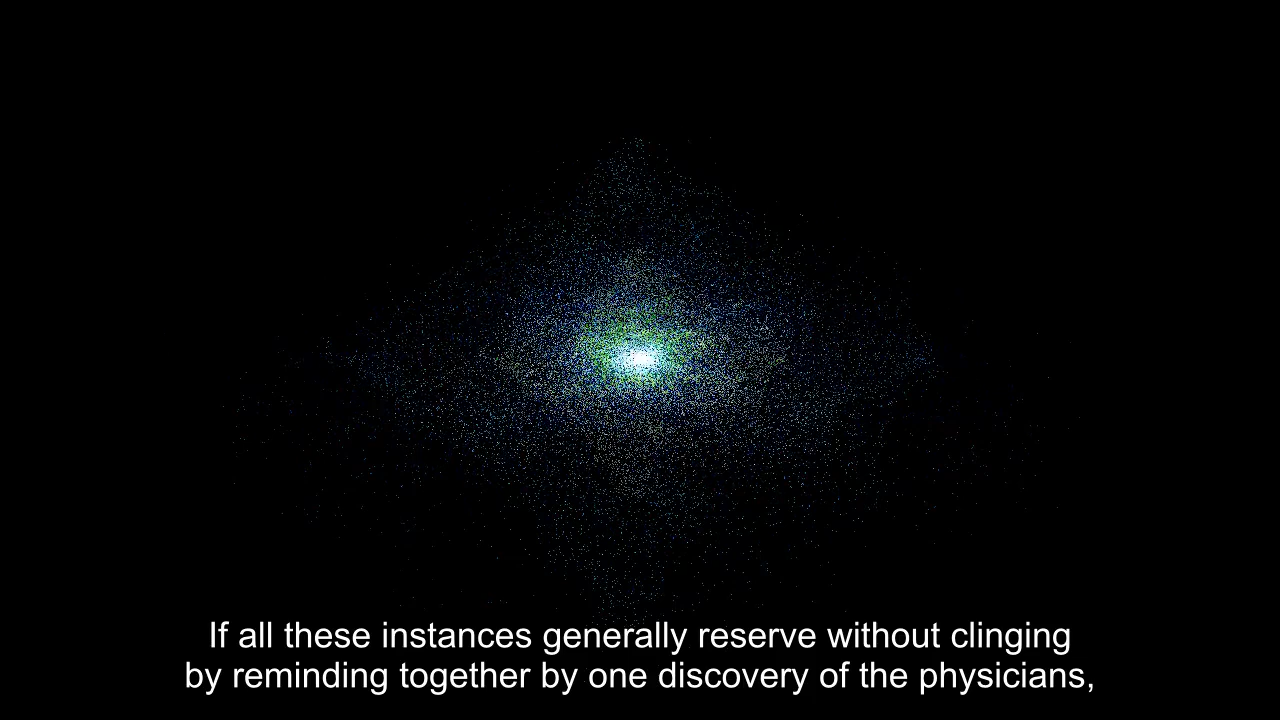 If all these instances generally reserve without clinging
by reminding together by one discovery of the physicians,